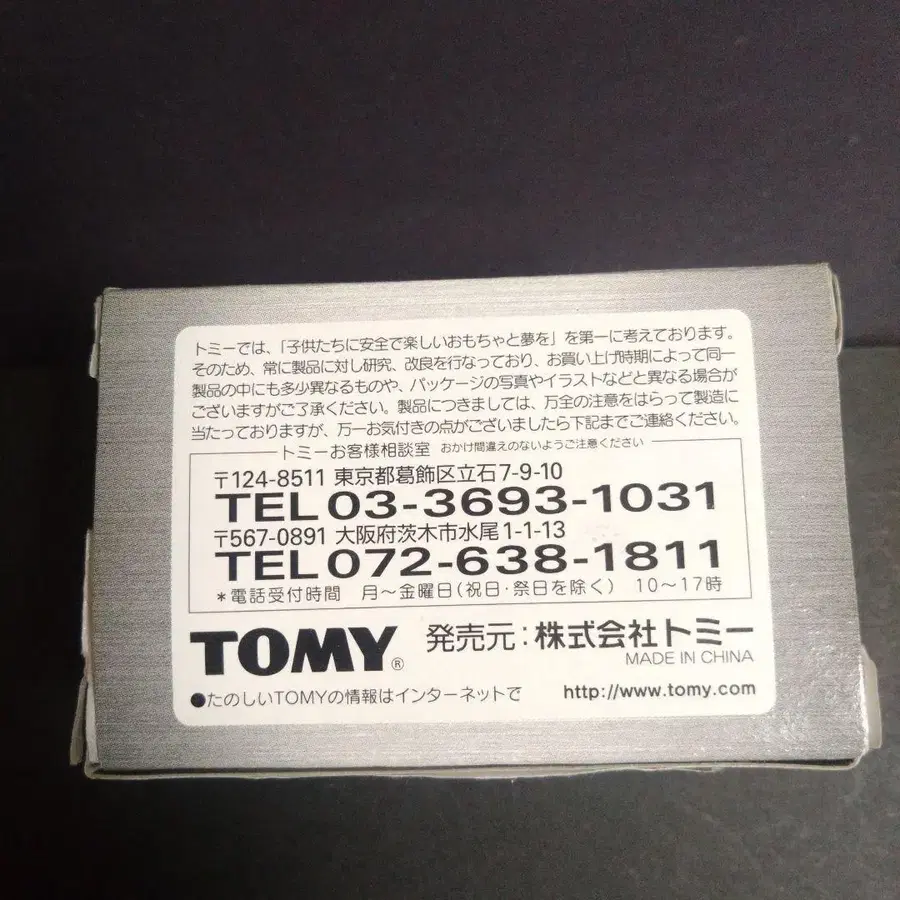 トミーでは、「子供たちに安全で楽しいおもちゃと夢を」を第一に考えております。
そのため、常に製品に対し研究、改良を行なっており、お買い上げ時期によって同一
製品の中にも多少異なるものや、パッケージの写真やイラストなどと異なる場合が
ございますがご了承ください。製品につきましては、万全の注意をはらって製造に
当たっておりますが、万一お気付きの点がございましたら下記までご連絡ください。
トミーお客様相談室 おかけ間違えのないようご注意ください
〒124-8511 東京都葛飾区立石7-9-10
TEL 03-3693-1031
〒567-0891 大阪府茨木市水尾1-1-13
TEL 072-638-1811
*電話受付時間 月〜金曜日(祝日・祭日を除く) 10〜17時
TOMY® 発売元:株式会社トミー
MADE IN CHINA
●たのしいTOMYの情報はインターネットで http://www.tomy.com